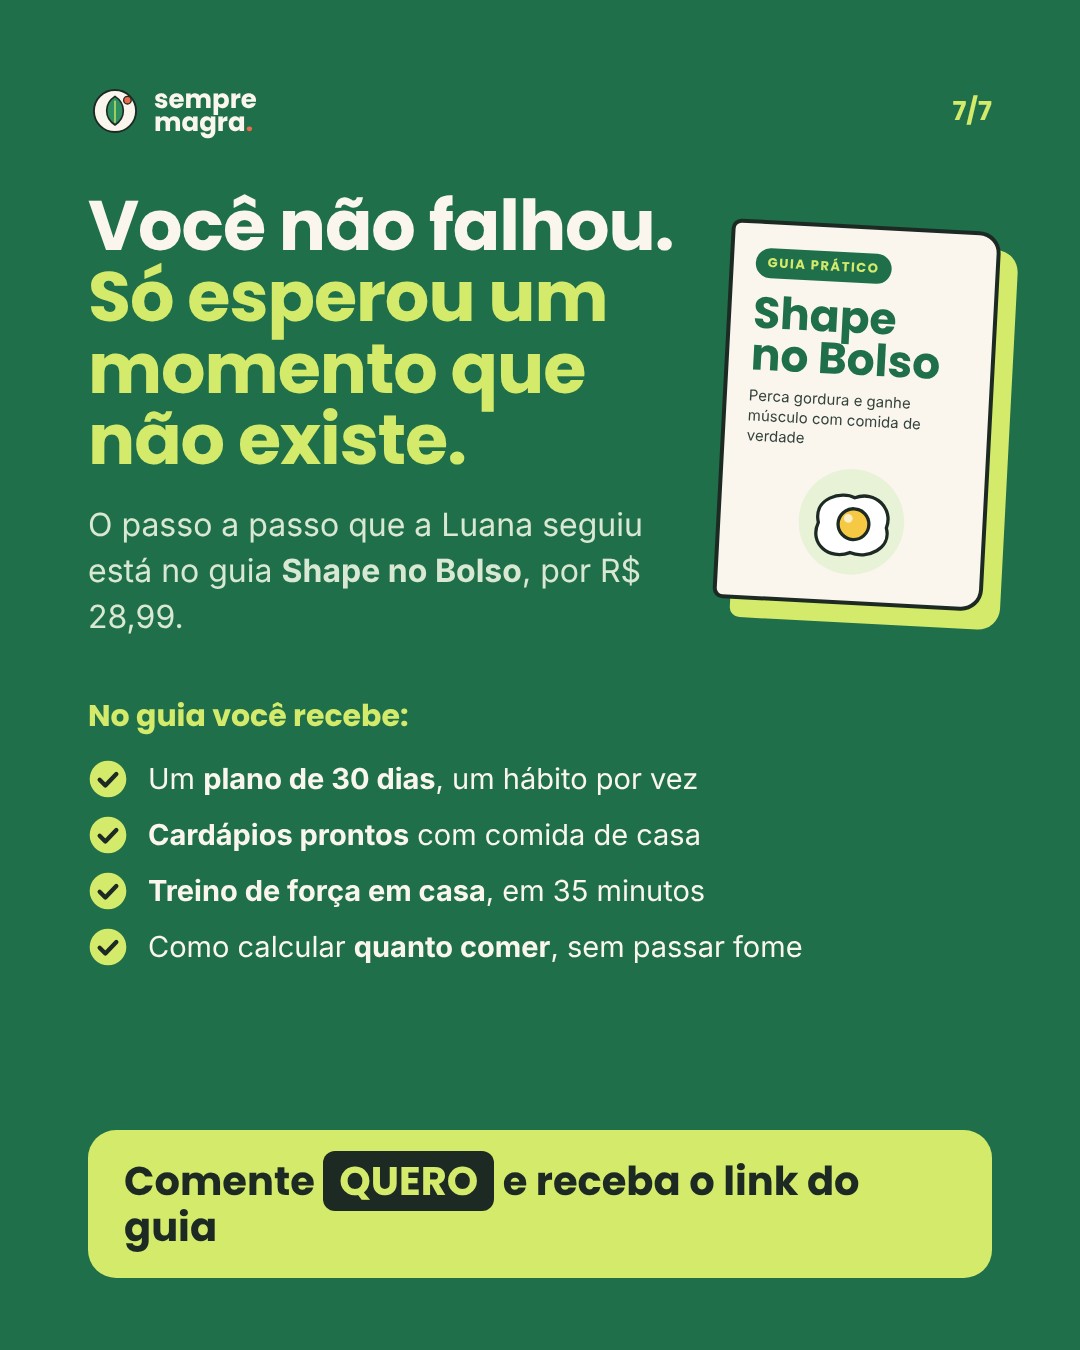 sempre
magra.
7/7
Você não falhou.
Só esperou um
momento que
não existe.
O passo a passo que a Luana seguiu
está no guia Shape no Bolso, por R$
28,99.
GUIA PRÁTICO
Shape
no Bolso
Perca gordura e ganhe
músculo com comida de
verdade
No guia você recebe:
Um plano de 30 dias, um hábito por vez
Cardápios prontos com comida de casa
Treino de força em casa, em 35 minutos
Como calcular quanto comer, sem passar fome
Comente QUERO e receba o link do
guia